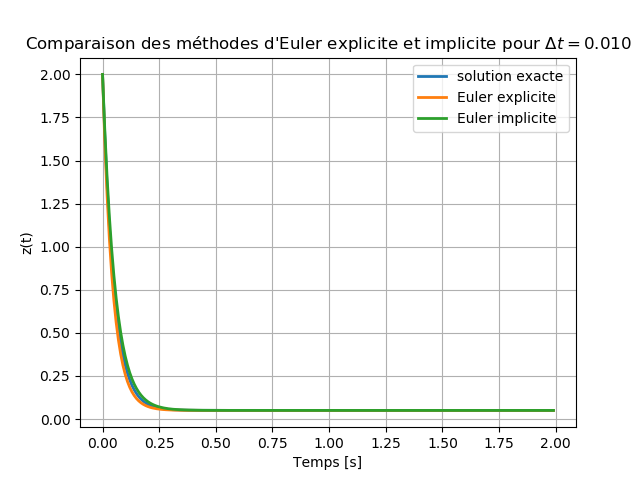 Comparaison des méthodes d'Euler explicite et implicite pour Δt = 0.010
solution exacte
Euler explicite
Euler implicite
2.00
1.75
1.50
1.25
1.00
0.75
0.50
0.25
0.00
z(t)
0.00 0.25 0.50 0.75 1.00 1.25 1.50 1.75 2.00
Temps [s]